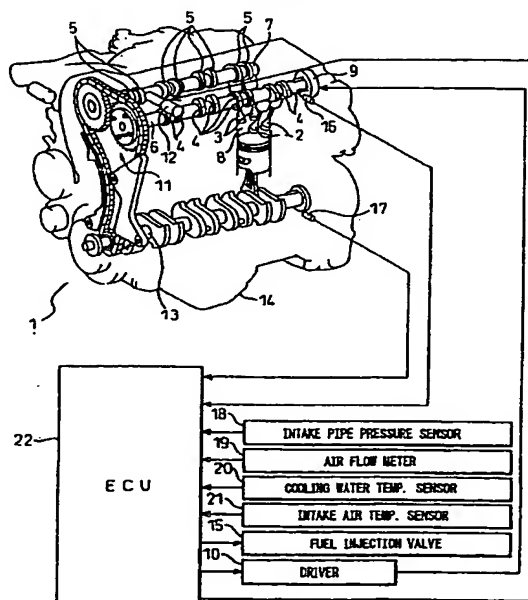 5 5 5 7
9
6 12 4 4 3 8 2 4 16
11
17
1 13 14
22 ECU
18 INTAKE PIPE PRESSURE SENSOR
19 AIR FLOW METER
20 COOLING WATER TEMP. SENSOR
21 INTAKE AIR TEMP. SENSOR
15 FUEL INJECTION VALVE
10 DRIVER